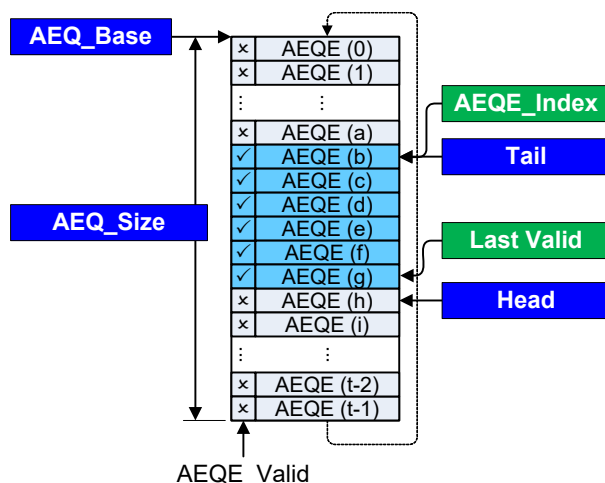 AEQ_Base
× AEQE (0)
× AEQE (1)
⋮ ⋮
AEQE_Index
× AEQE (a)
✓ AEQE (b)
Tail
✓ AEQE (c)
✓ AEQE (d)
✓ AEQE (e)
AEQ_Size
✓ AEQE (f)
Last Valid
✓ AEQE (g)
× AEQE (h)
Head
× AEQE (i)
⋮ ⋮
× AEQE (t-2)
× AEQE (t-1)
AEQE Valid